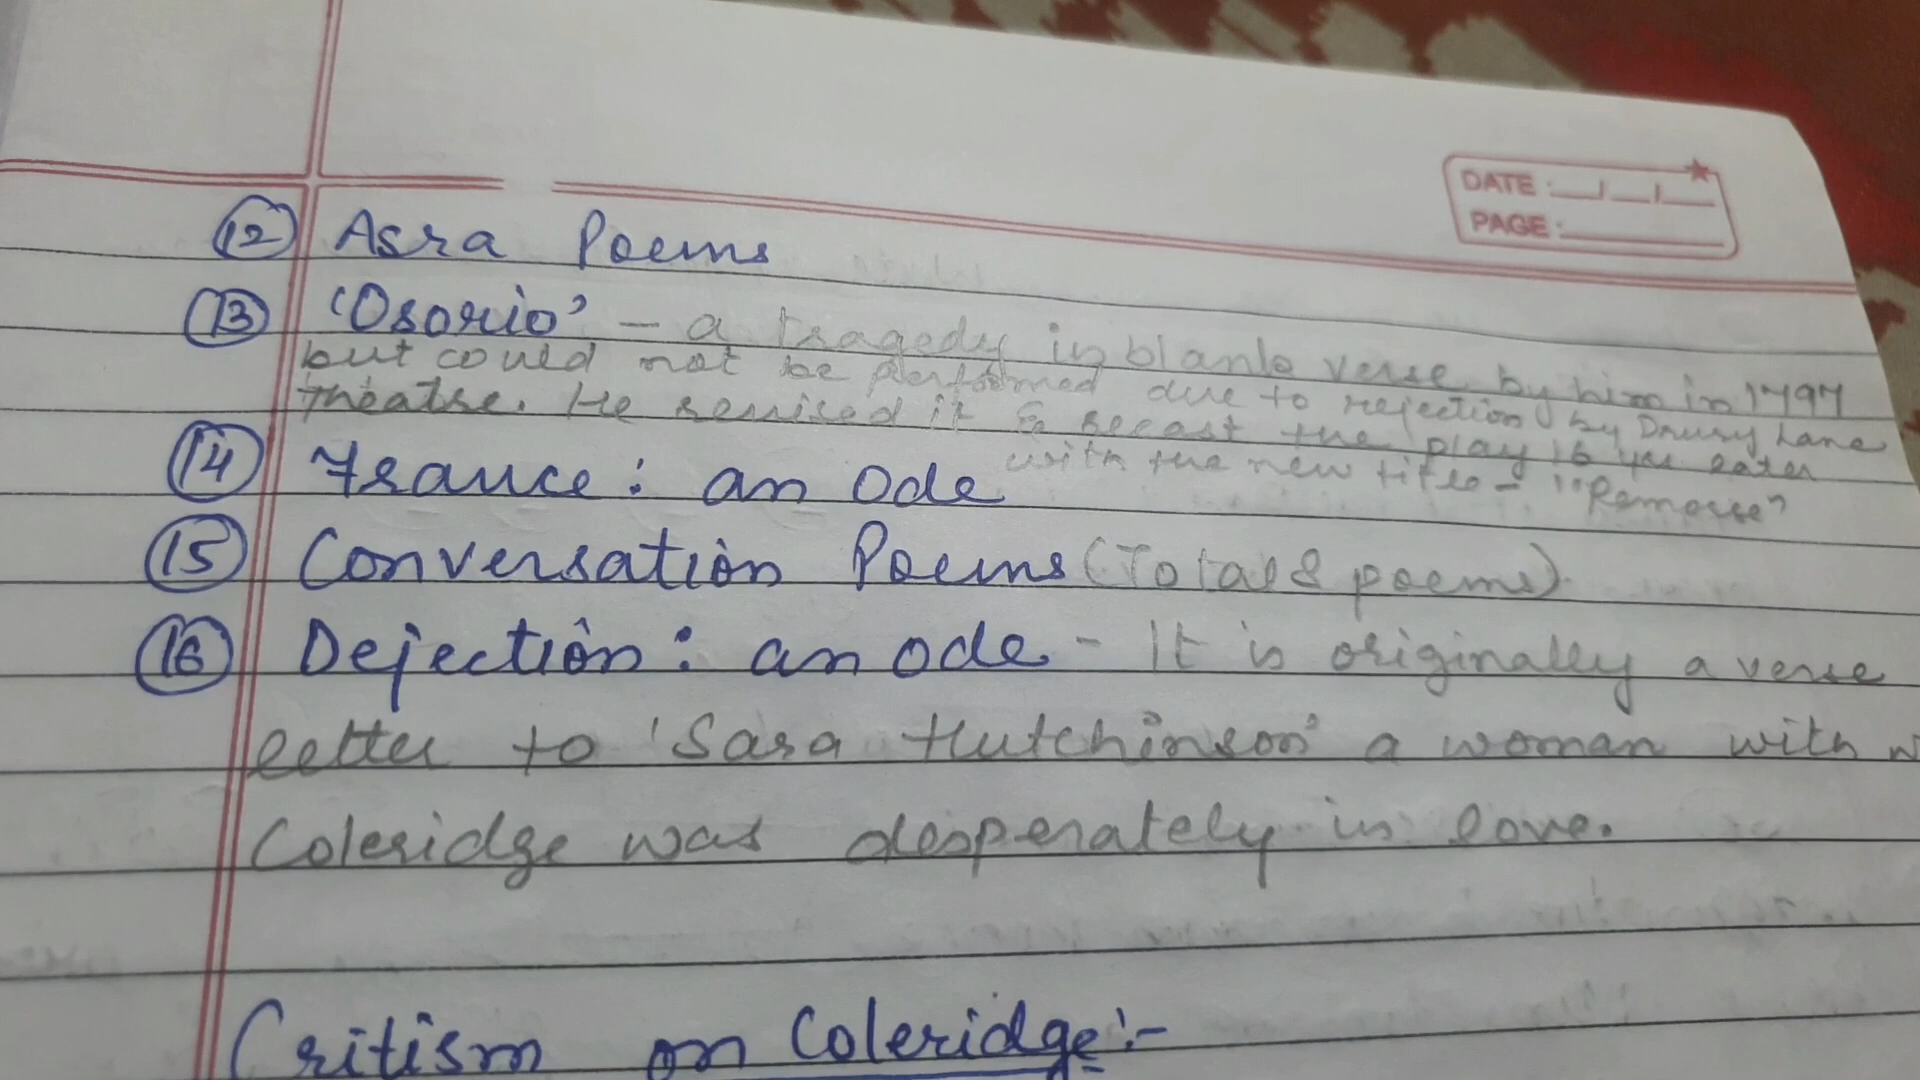 DATE : __/__/__
PAGE :
(12) Asra Poems
(13) 'Osorio' – a tragedy in blank verse by him in 1797
but could not be performed due to rejection by Drury Lane
theatre. He revised it & recast the play 16 yrs later
with the new title – "Remorse"
(14) France : an Ode
(15) Conversation Poems (Total 8 poems).
(16) Dejection : an ode – It is originally a verse
letter to 'Sara Hutchinson' a woman with w
Coleridge was desperately in love.
Critism on Coleridge :–